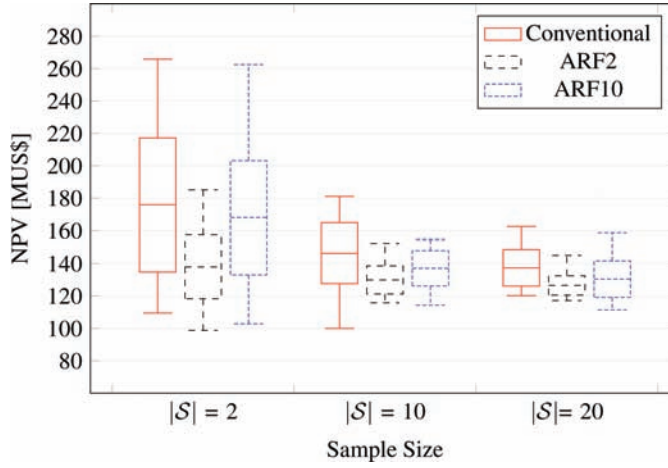 280
260
240
220
200
180
160
140
120
100
80
NPV [MUS$]
Conventional
ARF2
ARF10
|𝒮| = 2
|𝒮| = 10
|𝒮|= 20
Sample Size